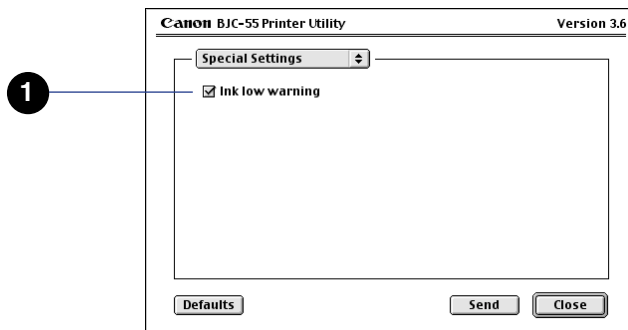 Canon BJC-55 Printer Utility Version 3.6
Special Settings
1 Ink low warning
Defaults Send Close